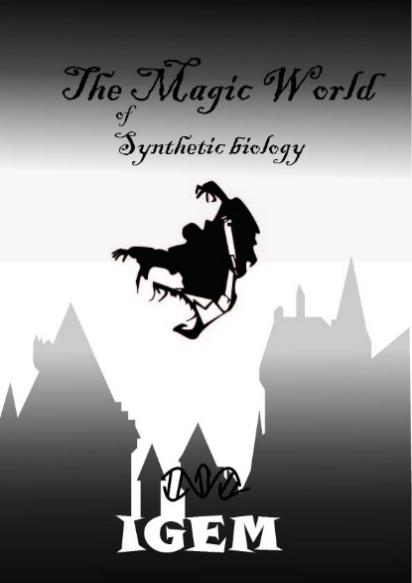 The Magic World
of
Synthetic biology
IGEM